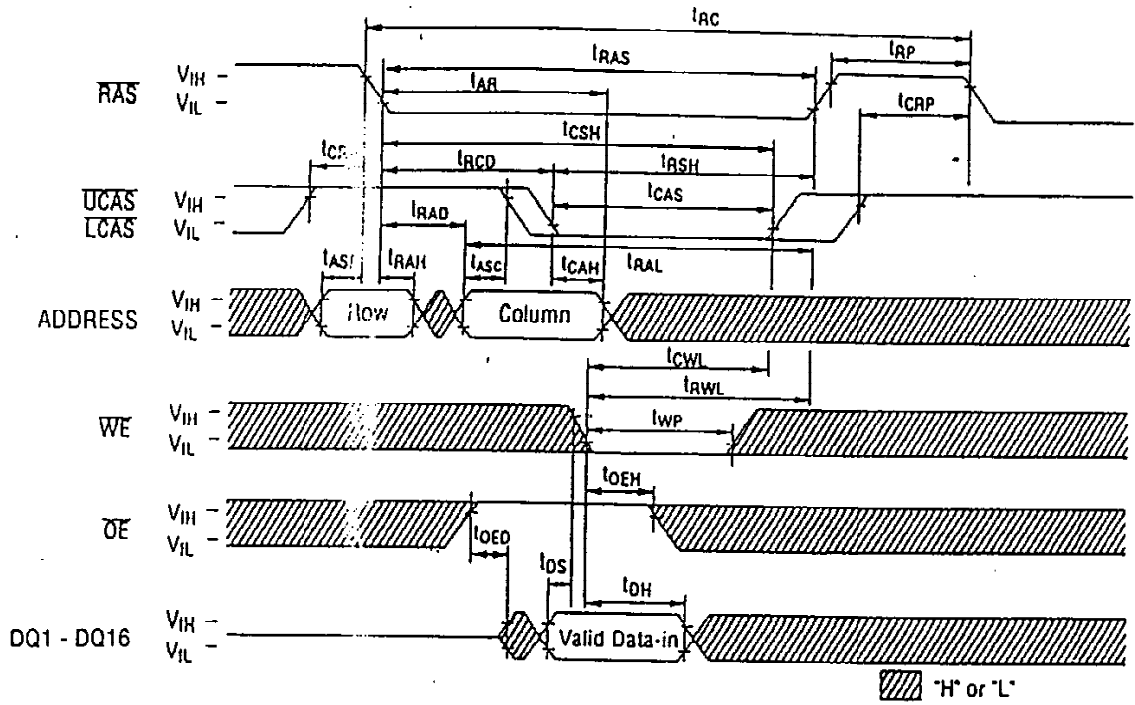 tRC
tRAS
tRP
RAS
VIH
VIL
tAR
tCRP
tCSH
tRCD
tRSH
UCAS
LCAS
VIH
VIL
tCAS
tRAD
tRAL
tRAH
tASC
tCAH
ADDRESS
VIH
VIL
Row
Column
tCWL
tRWL
WE
VIH
VIL
tWP
tOEH
OE
VIH
VIL
tOED
tDS
tDH
DQ1 - DQ16
VIH
VIL
Valid Data-in
"H" or "L"